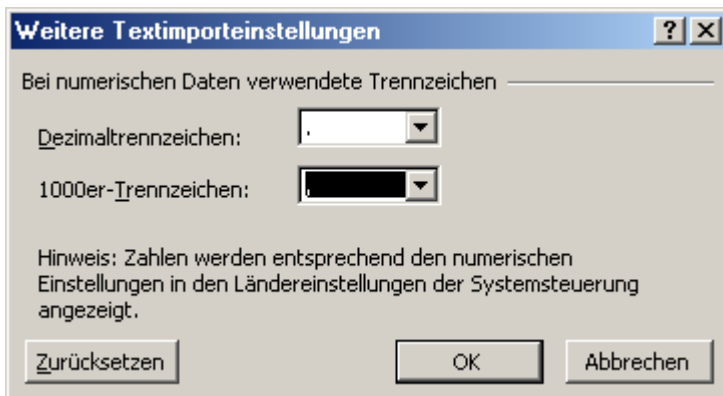 Weitere Textimporteinstellungen
Bei numerischen Daten verwendete Trennzeichen
Dezimaltrennzeichen: .
1000er-Trennzeichen: ,
Hinweis: Zahlen werden entsprechend den numerischen
Einstellungen in den Ländereinstellungen der Systemsteuerung
angezeigt.
Zurücksetzen OK Abbrechen